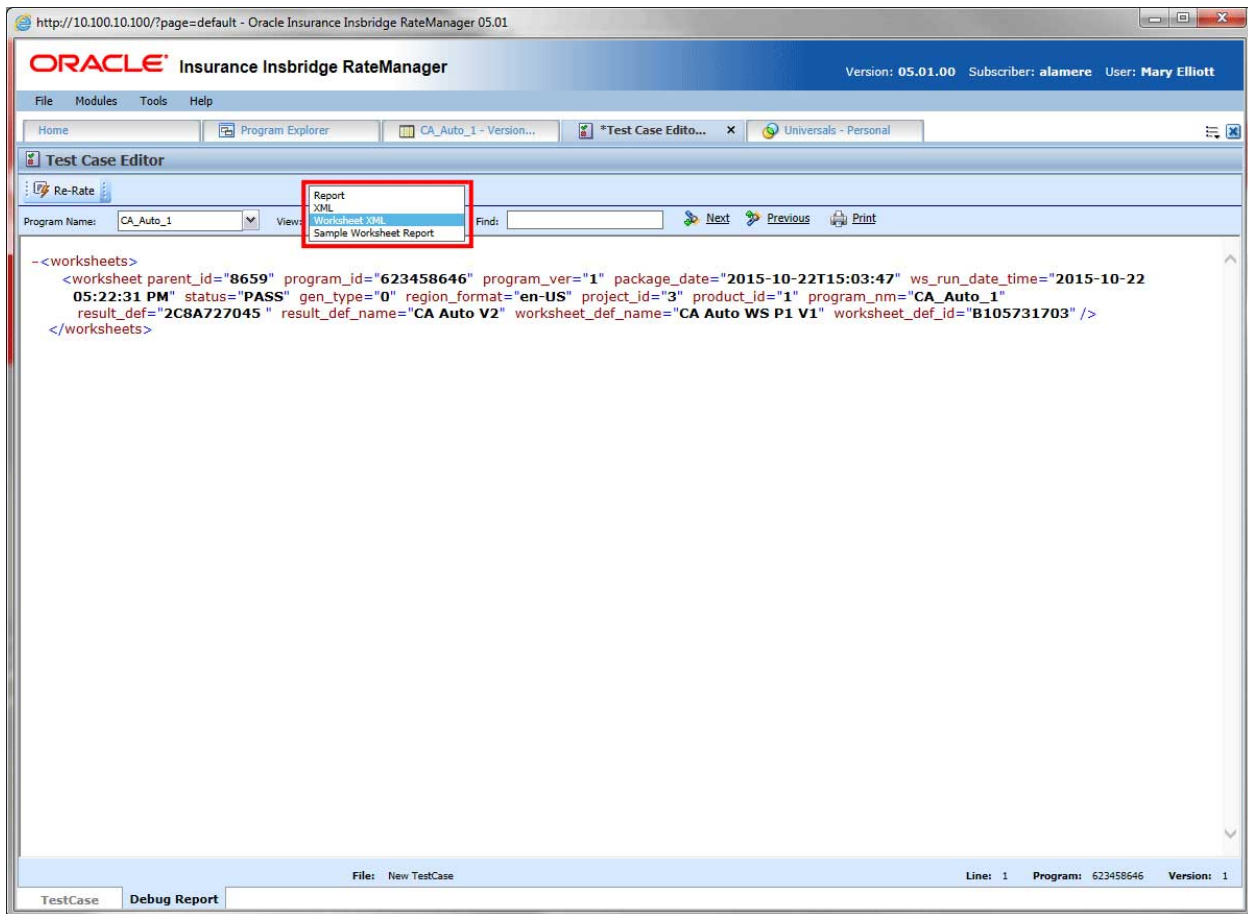 http://10.100.10.100/?page=default - Oracle Insurance Insbridge RateManager 05.01
ORACLE Insurance Insbridge RateManager
Version: 05.01.00 Subscriber: alamere User: Mary Elliott
File Modules Tools Help
Home Program Explorer CA_Auto_1 - Version... *Test Case Edito... x Universals - Personal
Test Case Editor
Re-Rate
Report
XML
Program Name: CA_Auto_1 View: Worksheet XML Find: Next Previous Print
Sample Worksheet Report
-<worksheets>
<worksheet parent_id="8659" program_id="623458646" program_ver="1" package_date="2015-10-22T15:03:47" ws_run_date_time="2015-10-22
05:22:31 PM" status="PASS" gen_type="0" region_format="en-US" project_id="3" product_id="1" program_nm="CA_Auto_1"
result_def="2C8A727045 " result_def_name="CA Auto V2" worksheet_def_name="CA Auto WS P1 V1" worksheet_def_id="B105731703" />
</worksheets>
File: New TestCase Line: 1 Program: 623458646 Version: 1
TestCase Debug Report